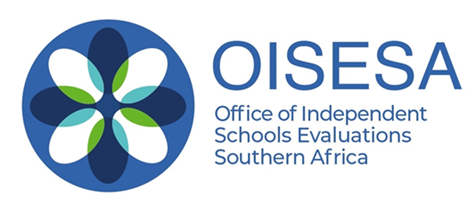 OISESA
Office of Independent
Schools Evaluations
Southern Africa